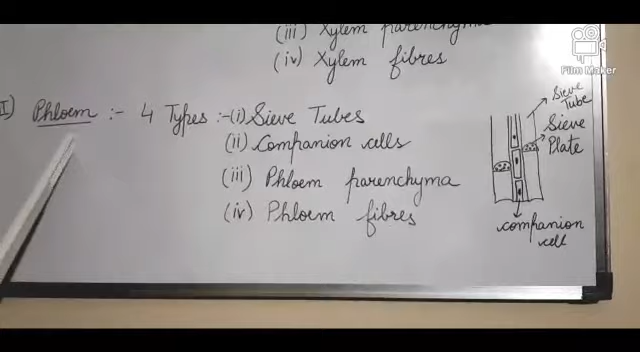 (iii) Xylem parenchyma
(iv) Xylem fibres
Film Maker
II) Phloem :- 4 Types :- (i) Sieve Tubes
(ii) Companion cells
(iii) Phloem parenchyma
(iv) Phloem fibres
Sieve
Tube
Sieve
Plate
companion
cell